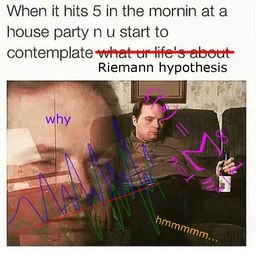 When it hits 5 in the mornin at a
house party n u start to
contemplate what ur life's about
Riemann hypothesis
why
hmmmmm...